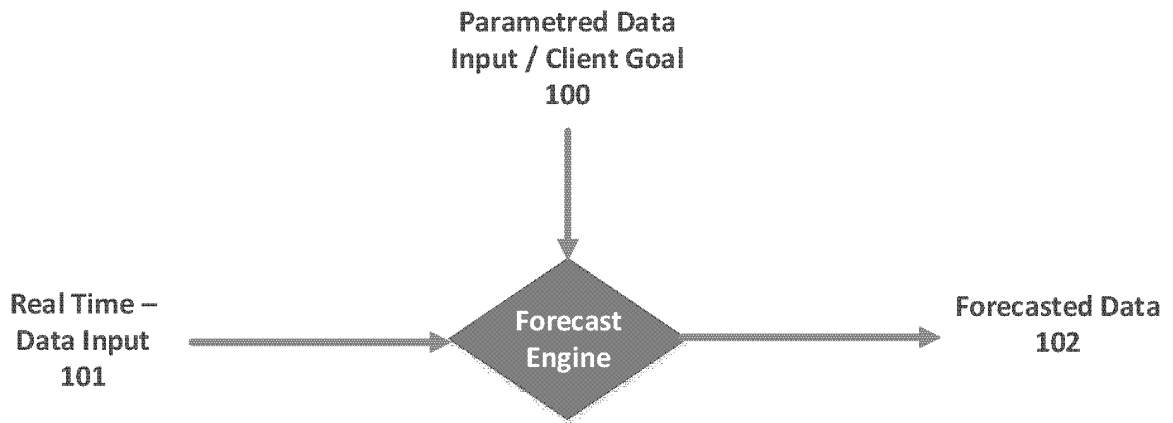 Parametred Data
Input / Client Goal
100
Real Time –
Data Input
101
Forecast
Engine
Forecasted Data
102